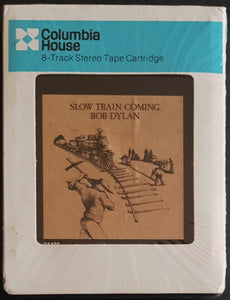 Columbia
House
8-Track Stereo Tape Cartridge
SLOW TRAIN COMING
BOB DYLAN